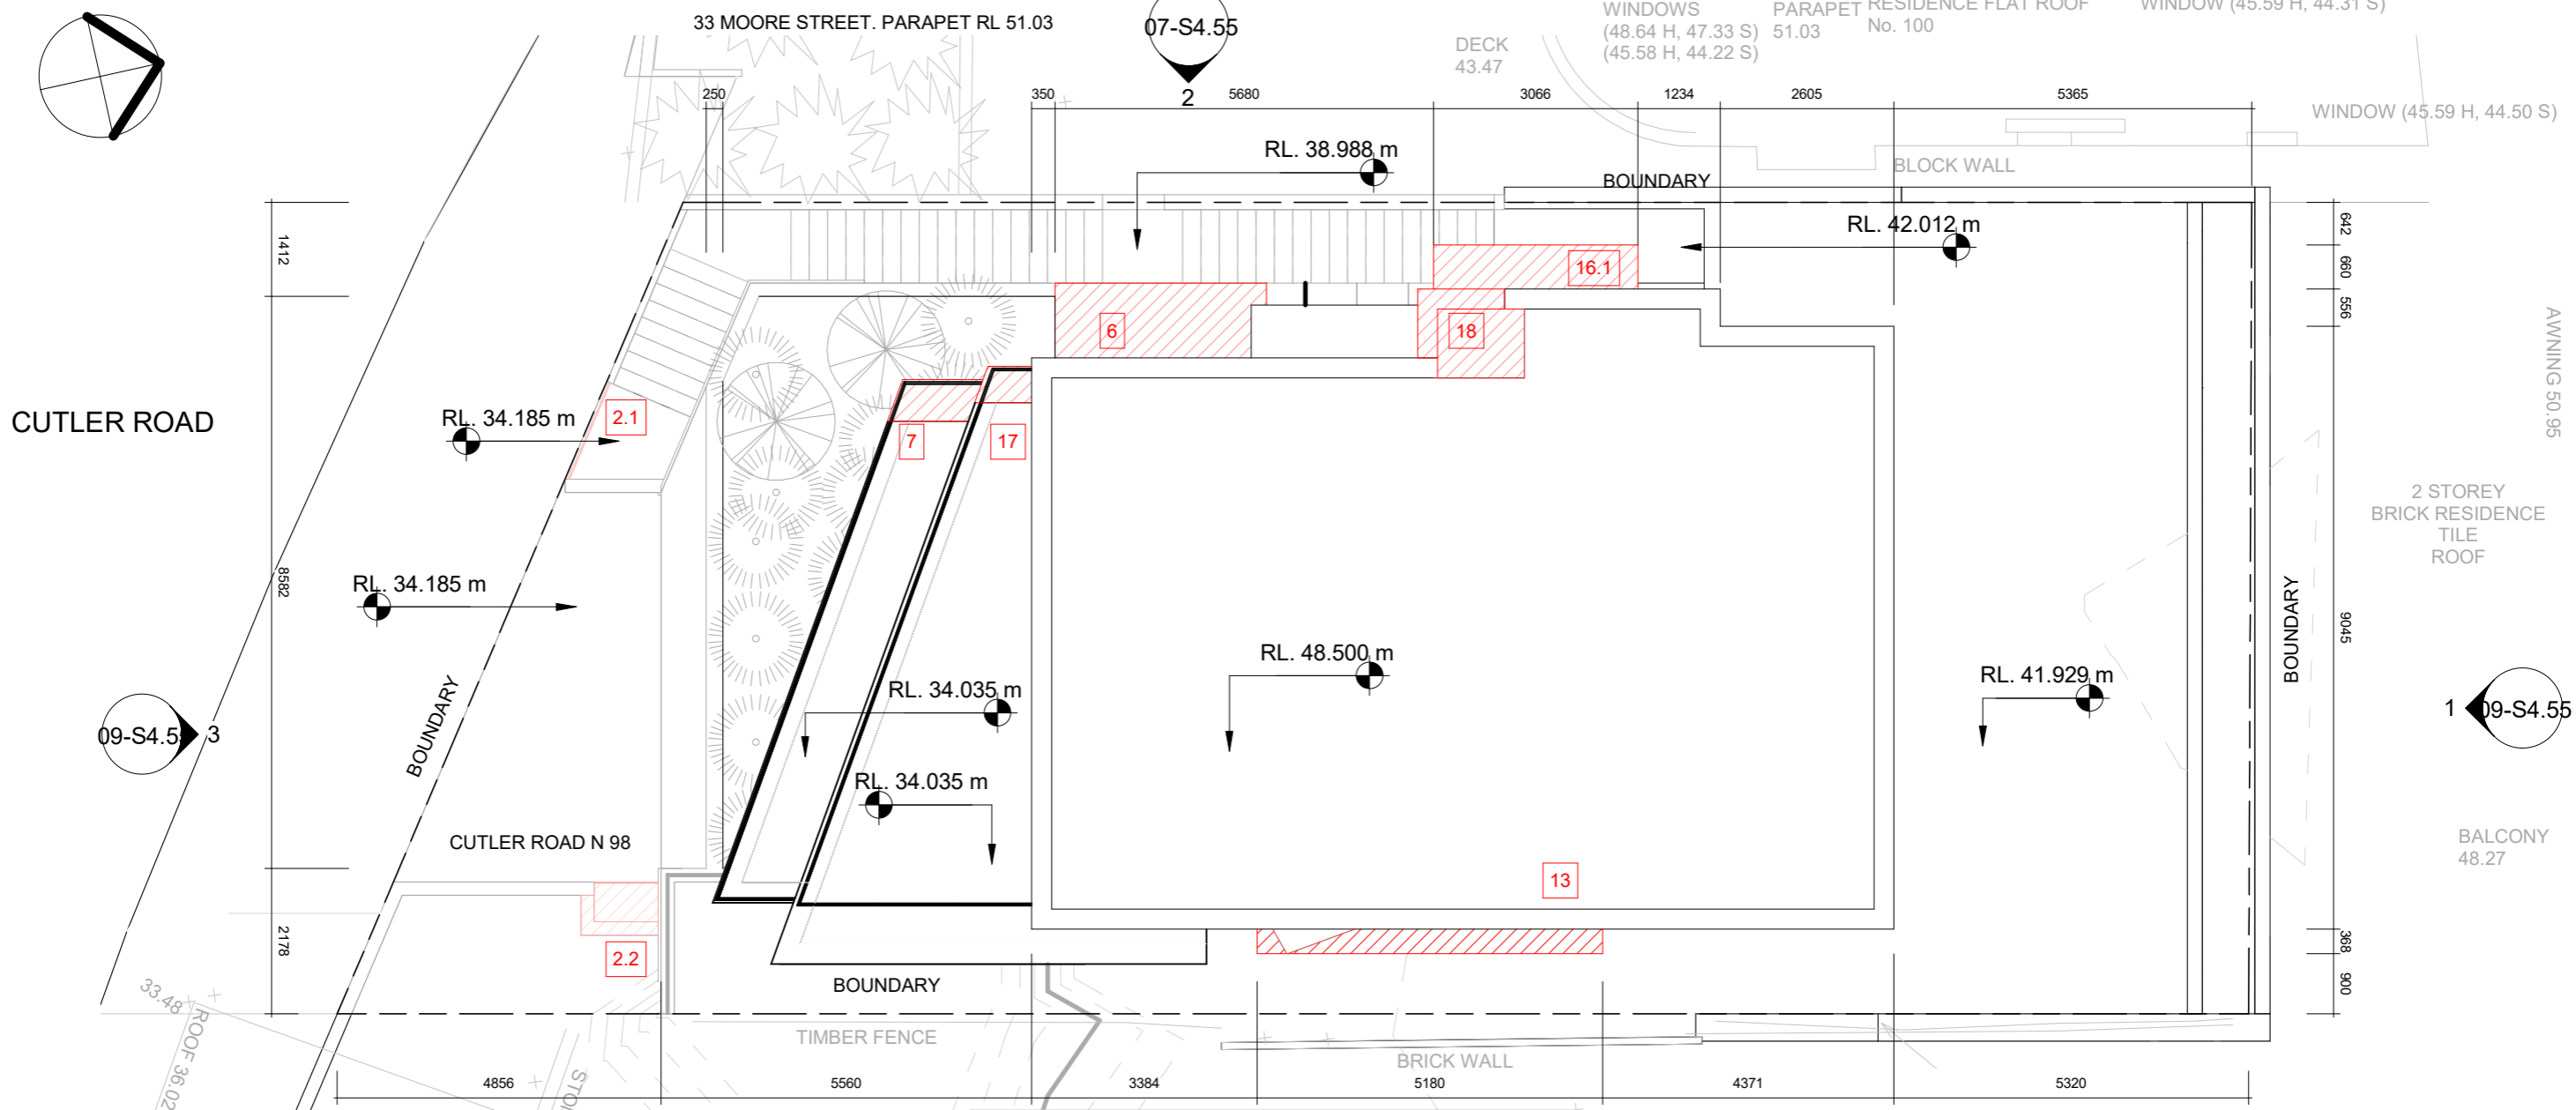 33 MOORE STREET. PARAPET RL 51.03
07-S4.55
2
DECK
43.47
WINDOWS
(48.64 H, 47.33 S)
(45.58 H, 44.22 S)
PARAPET
51.03
RESIDENCE FLAT ROOF
No. 100
WINDOW (45.59 H, 44.31 S)
250
350
5680
3066
1234
2605
5365
WINDOW (45.59 H, 44.50 S)
RL. 38.988 m
BLOCK WALL
BOUNDARY
RL. 42.012 m
1412
642
16.1
660
556
6
18
AWNING 50.95
CUTLER ROAD
RL. 34.185 m
2.1
7
17
2 STOREY
BRICK RESIDENCE
TILE
ROOF
8582
RL. 34.185 m
9045
BOUNDARY
RL. 48.500 m
RL. 41.929 m
RL. 34.035 m
BOUNDARY
09-S4.5
3
1
09-S4.55
RL. 34.035 m
CUTLER ROAD N 98
BALCONY
48.27
13
2178
368
2.2
900
BOUNDARY
33.48
ROOF 36.02
TIMBER FENCE
BRICK WALL
4856
5560
3384
5180
4371
5320